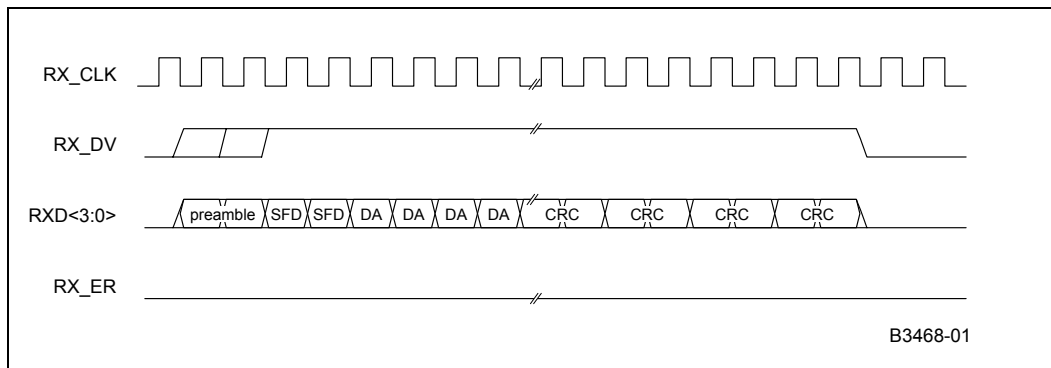 RX_CLK
RX_DV
RXD<3:0> preamble SFD SFD DA DA DA DA CRC CRC CRC CRC
RX_ER
B3468-01